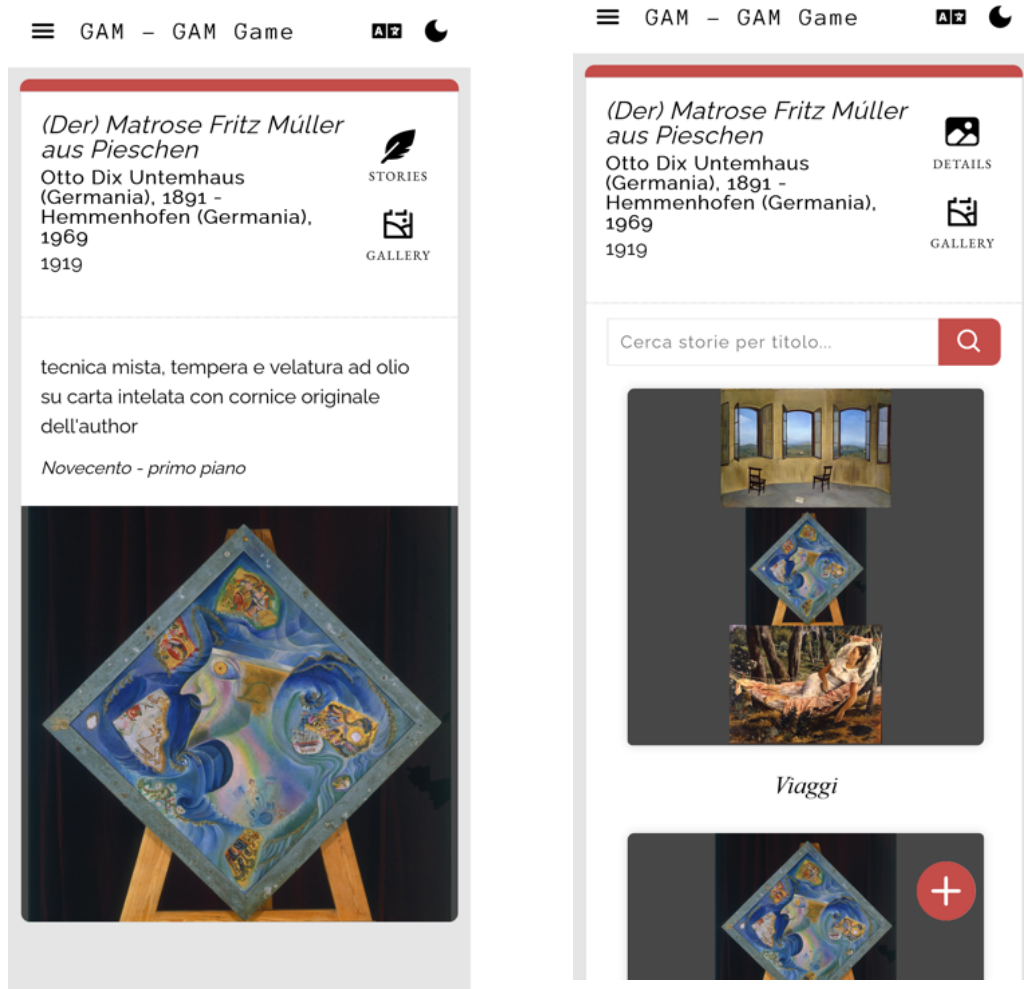 GAM – GAM Game
(Der) Matrose Fritz Múller
aus Pieschen
Otto Dix Untemhaus
(Germania), 1891 -
Hemmenhofen (Germania),
1969
1919
STORIES
GALLERY
tecnica mista, tempera e velatura ad olio
su carta intelata con cornice originale
dell'author
Novecento - primo piano
GAM – GAM Game
(Der) Matrose Fritz Múller
aus Pieschen
Otto Dix Untemhaus
(Germania), 1891 -
Hemmenhofen (Germania),
1969
1919
DETAILS
GALLERY
Cerca storie per titolo...
Viaggi